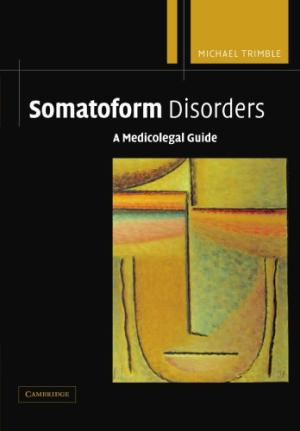 MICHAEL TRIMBLE
Somatoform Disorders
A Medicolegal Guide
CAMBRIDGE